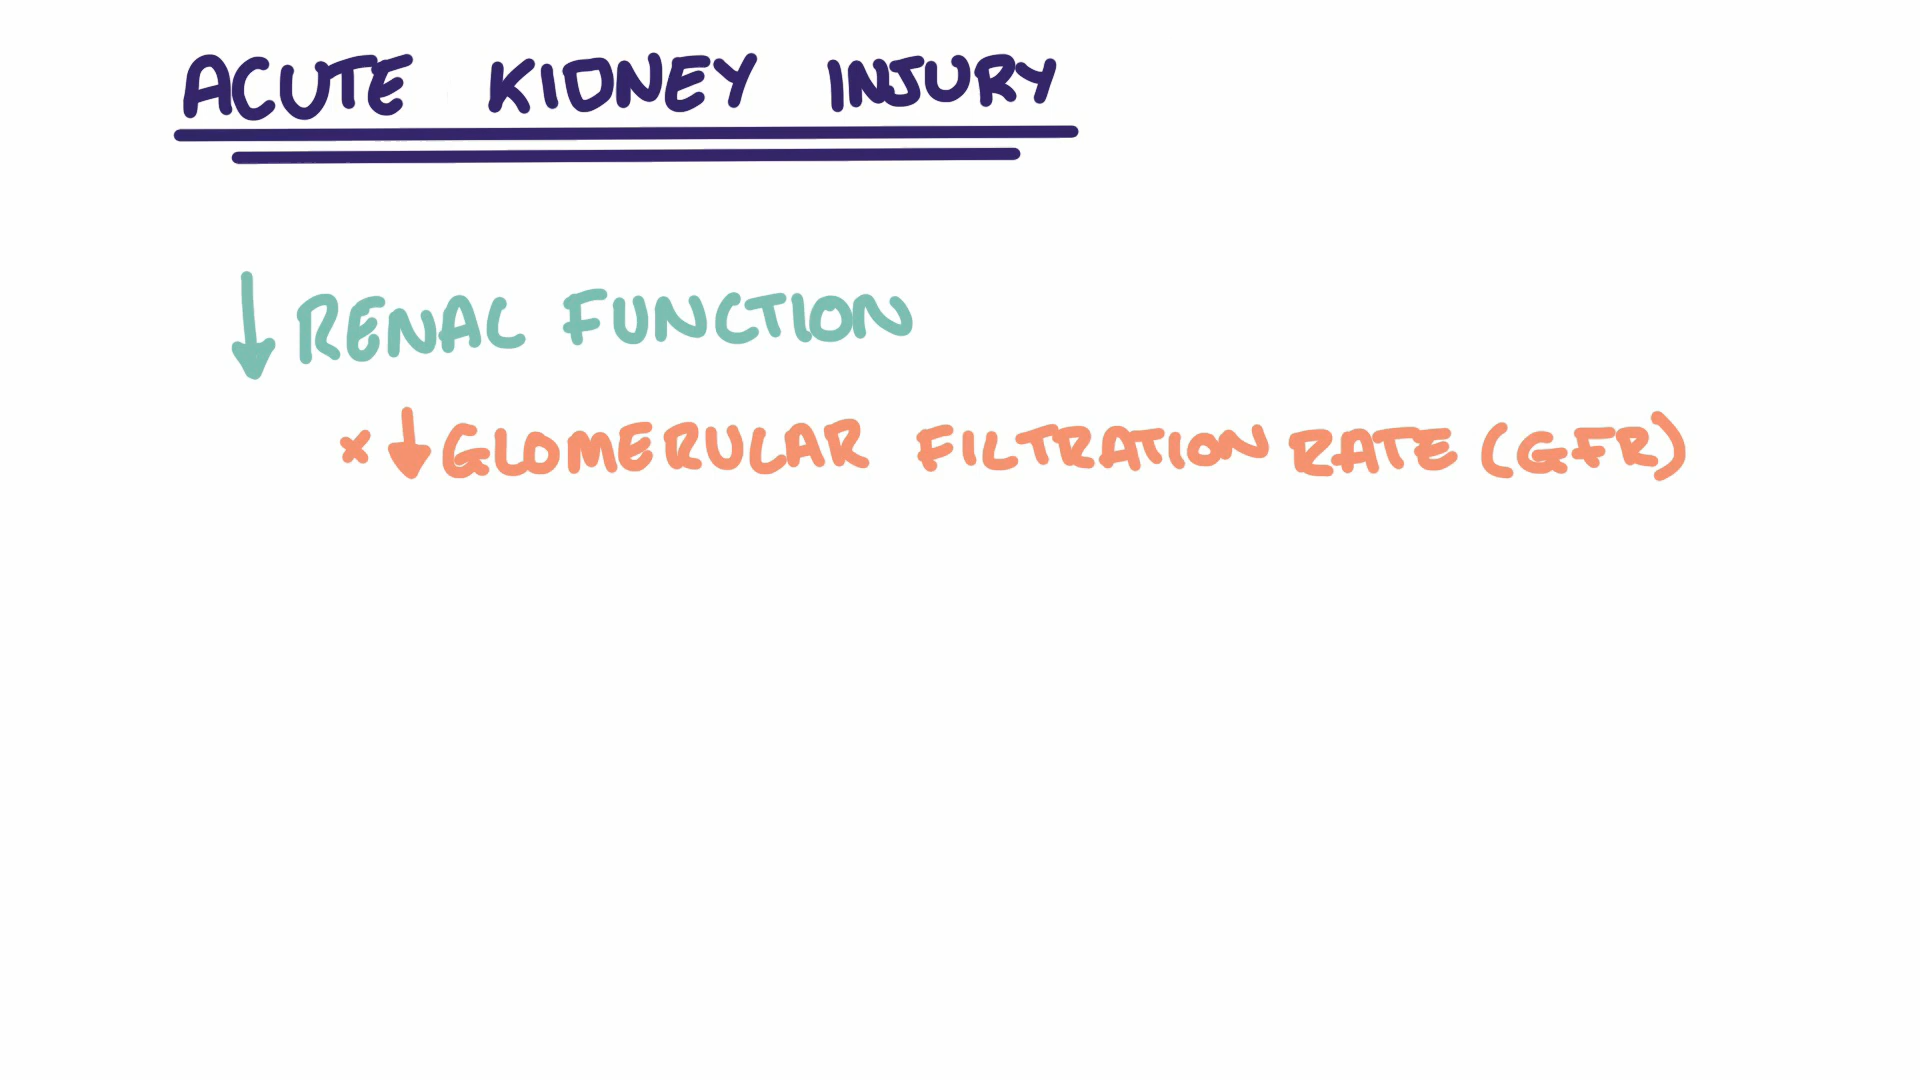 ACUTE KIDNEY INJURY
↓ RENAL FUNCTION
× ↓ GLOMERULAR FILTRATION RATE (GFR)